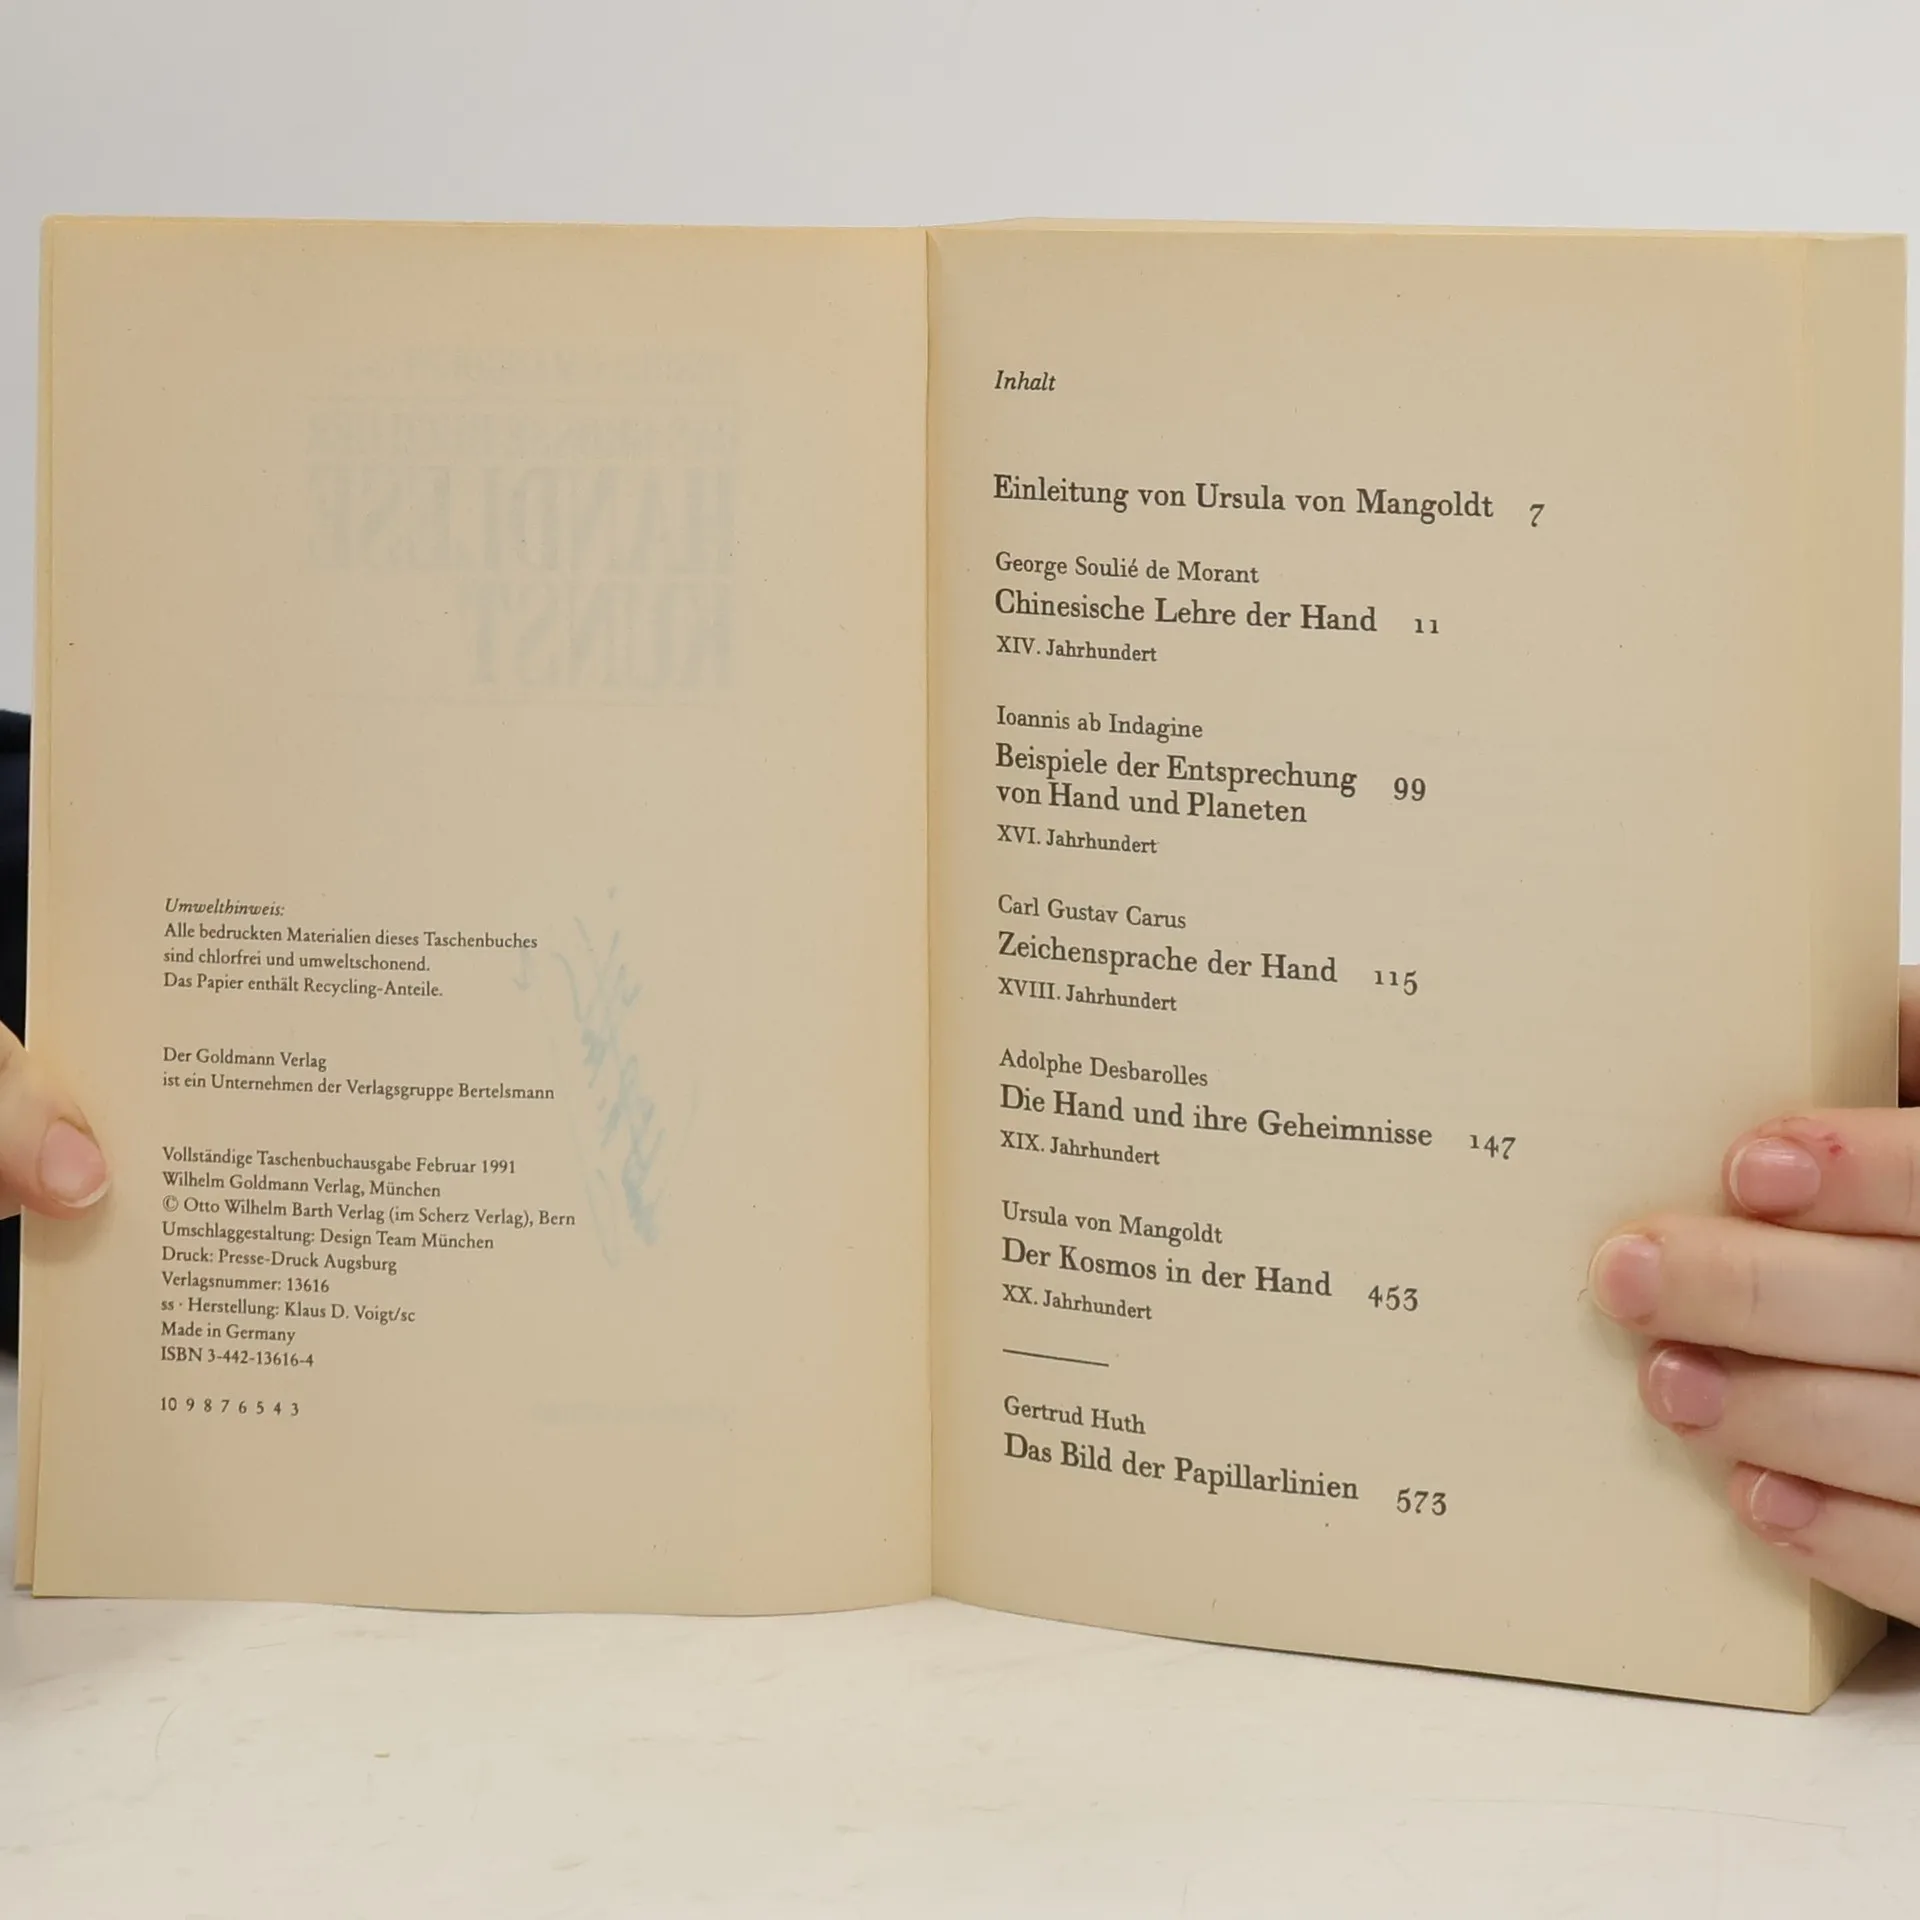 HANDLESE
KUNST
Umwelthinweis:
Alle bedruckten Materialien dieses Taschenbuches
sind chlorfrei und umweltschonend.
Das Papier enthält Recycling-Anteile.
Der Goldmann Verlag
ist ein Unternehmen der Verlagsgruppe Bertelsmann
Vollständige Taschenbuchausgabe Februar 1991
Wilhelm Goldmann Verlag, München
© Otto Wilhelm Barth Verlag (im Scherz Verlag), Bern
Umschlaggestaltung: Design Team München
Druck: Presse-Druck Augsburg
Verlagsnummer: 13616
ss · Herstellung: Klaus D. Voigt/sc
Made in Germany
ISBN 3-442-13616-4
10 9 8 7 6 5 4 3
Inhalt
Einleitung von Ursula von Mangoldt 7
George Soulié de Morant
Chinesische Lehre der Hand 11
XIV. Jahrhundert
Ioannis ab Indagine
Beispiele der Entsprechung 99
von Hand und Planeten
XVI. Jahrhundert
Carl Gustav Carus
Zeichensprache der Hand 115
XVIII. Jahrhundert
Adolphe Desbarolles
Die Hand und ihre Geheimnisse 147
XIX. Jahrhundert
Ursula von Mangoldt
Der Kosmos in der Hand 453
XX. Jahrhundert
Gertrud Huth
Das Bild der Papillarlinien 573